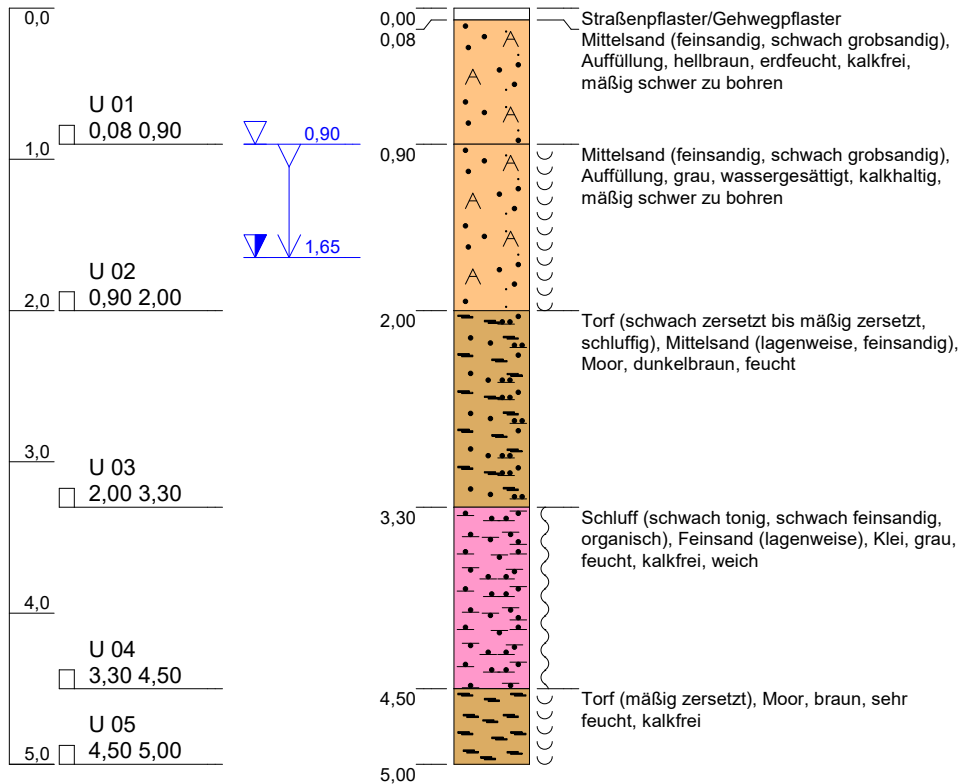 0,0
1,0
2,0
3,0
4,0
5,0
U 01
0,08 0,90
U 02
0,90 2,00
U 03
2,00 3,30
U 04
3,30 4,50
U 05
4,50 5,00
0,90
1,65
0,00
0,08
0,90
2,00
3,30
4,50
5,00
A
A
A
A
A
A
A
Straßenpflaster/Gehwegpflaster
Mittelsand (feinsandig, schwach grobsandig),
Auffüllung, hellbraun, erdfeucht, kalkfrei,
mäßig schwer zu bohren
Mittelsand (feinsandig, schwach grobsandig),
Auffüllung, grau, wassergesättigt, kalkhaltig,
mäßig schwer zu bohren
Torf (schwach zersetzt bis mäßig zersetzt,
schluffig), Mittelsand (lagenweise, feinsandig),
Moor, dunkelbraun, feucht
Schluff (schwach tonig, schwach feinsandig,
organisch), Feinsand (lagenweise), Klei, grau,
feucht, kalkfrei, weich
Torf (mäßig zersetzt), Moor, braun, sehr
feucht, kalkfrei